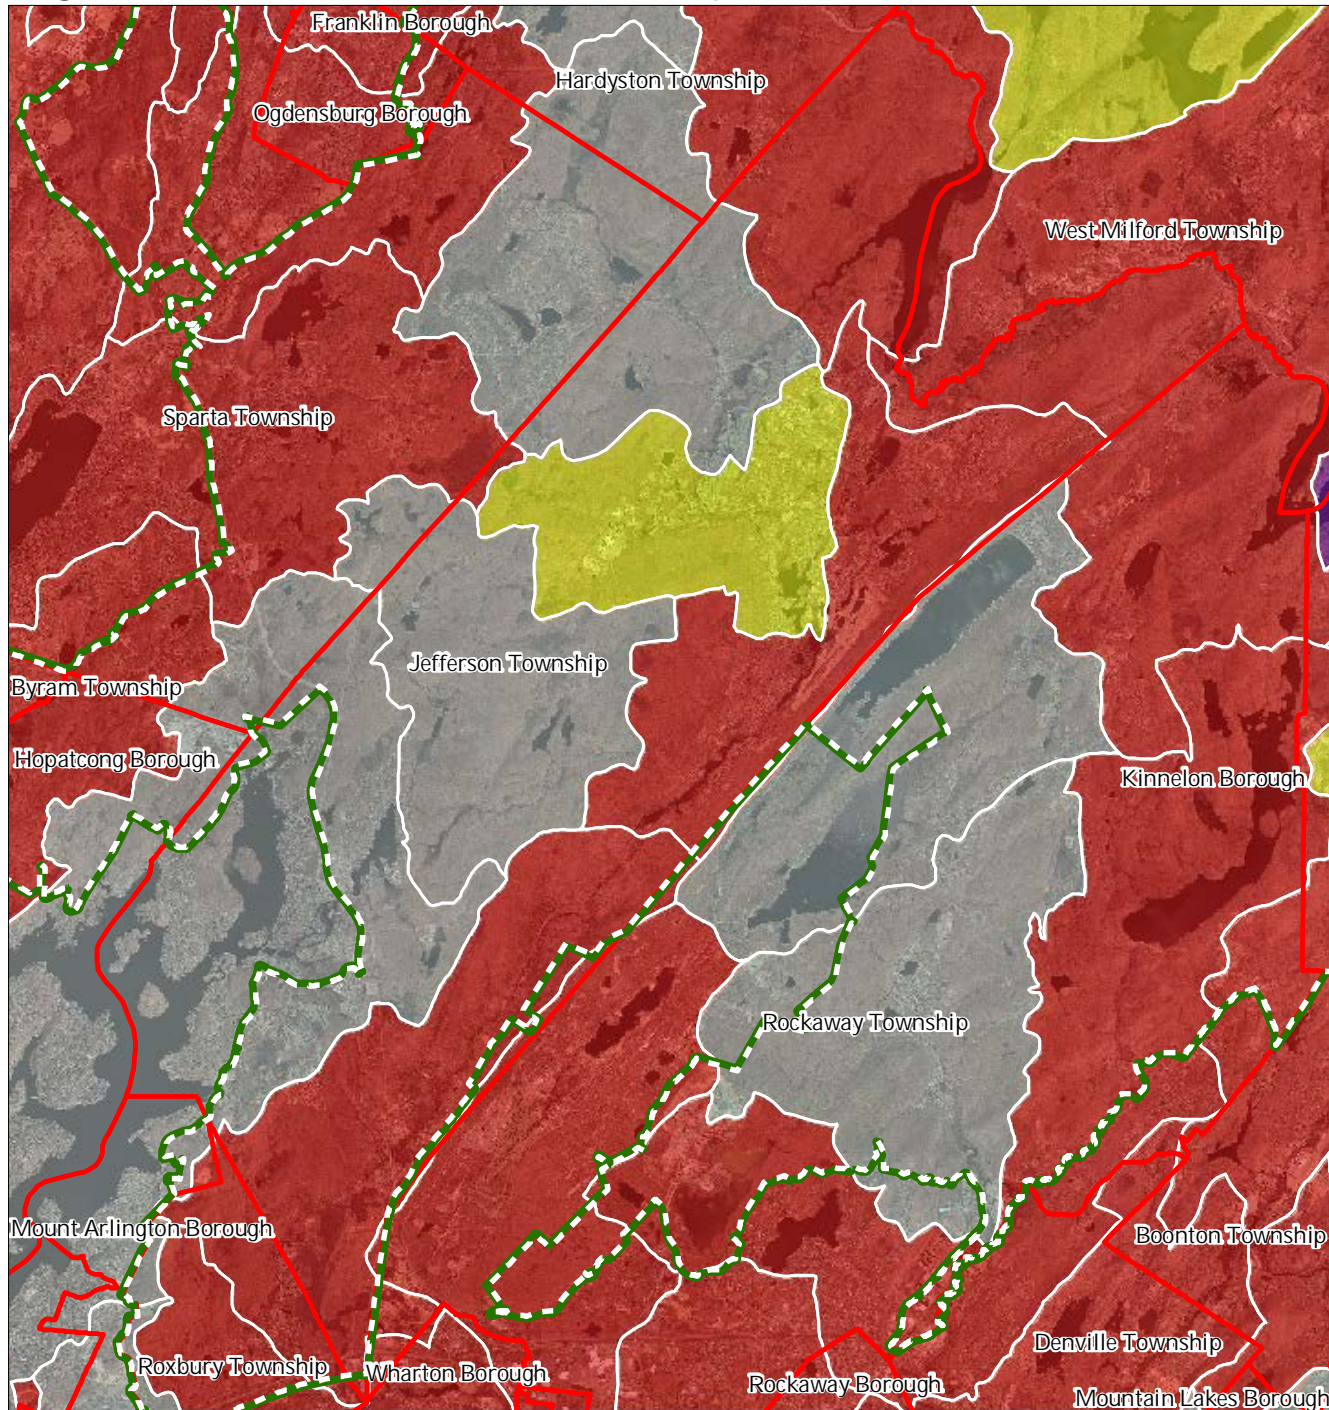 Franklin Borough
Hardyston Township
Ogdensburg Borough
West Milford Township
Sparta Township
Jefferson Township
Byram Township
Hopatcong Borough
Kinnelon Borough
Rockaway Township
Mount Arlington Borough
Boonton Township
Denville Township
Roxbury Township
Wharton Borough
Rockaway Borough
Mountain Lakes Borough